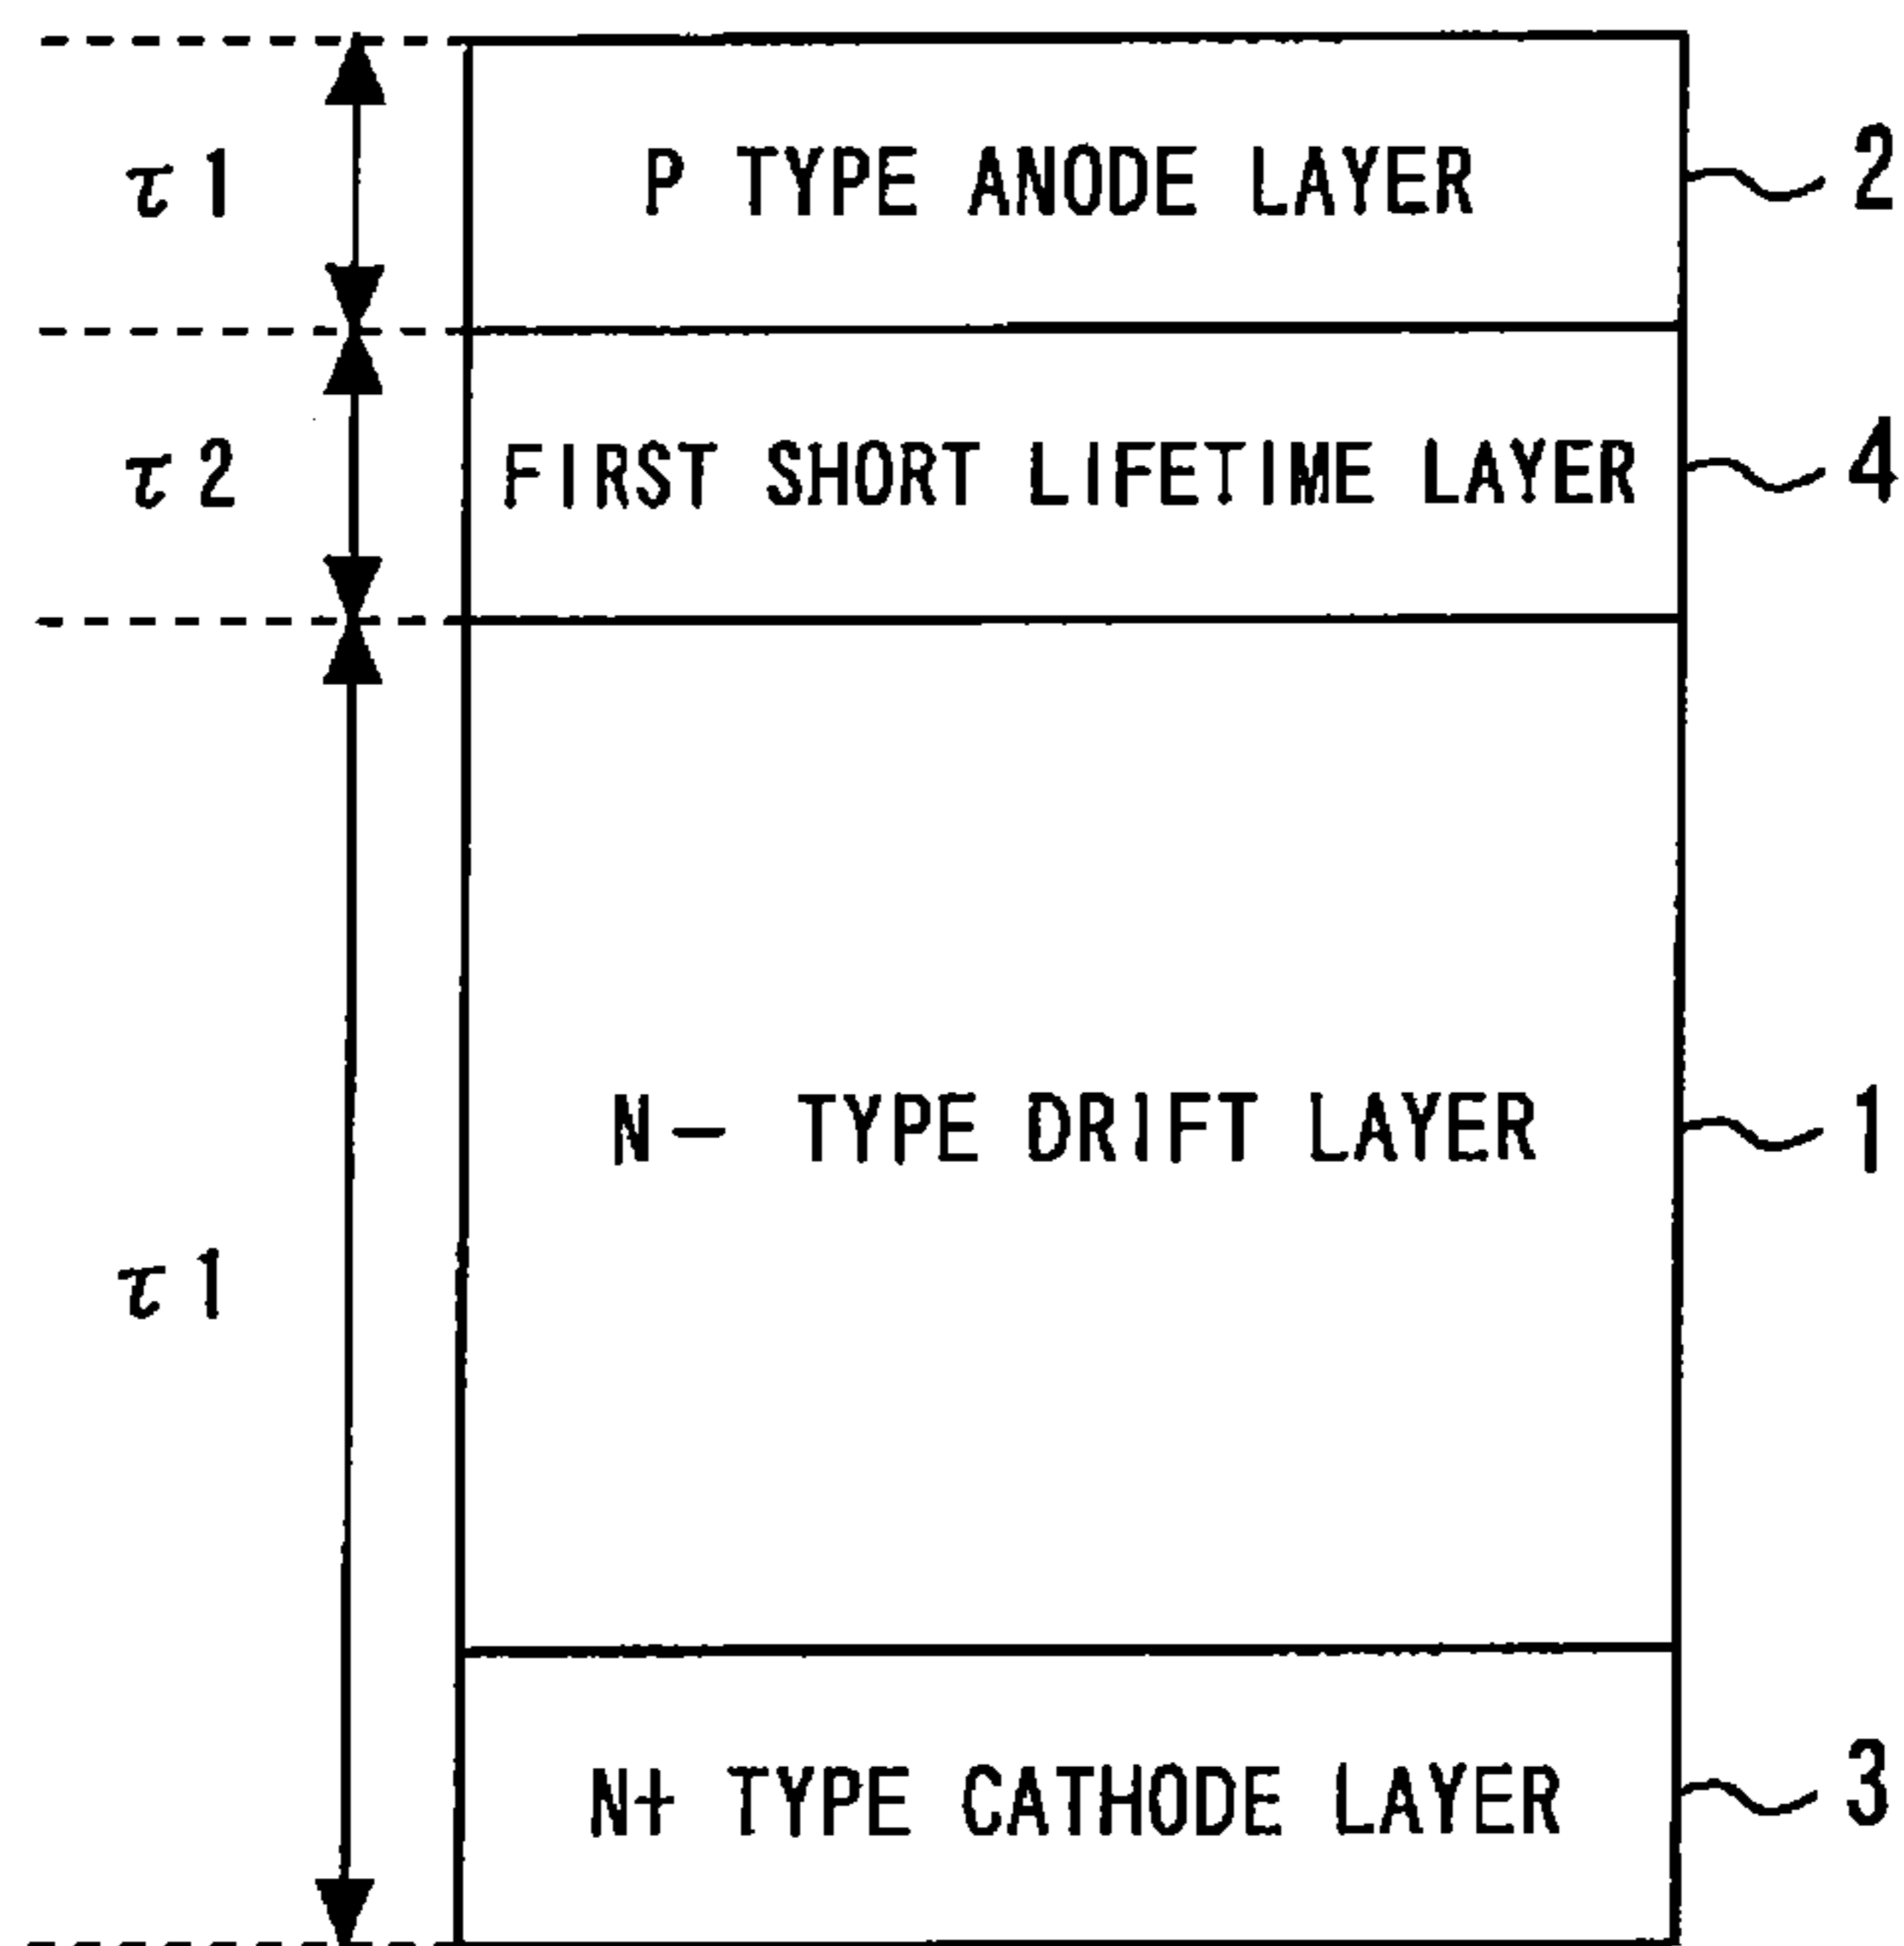 τ1 P TYPE ANODE LAYER 2
τ2 FIRST SHORT LIFETIME LAYER 4
N- TYPE DRIFT LAYER 1
τ1
N+ TYPE CATHODE LAYER 3